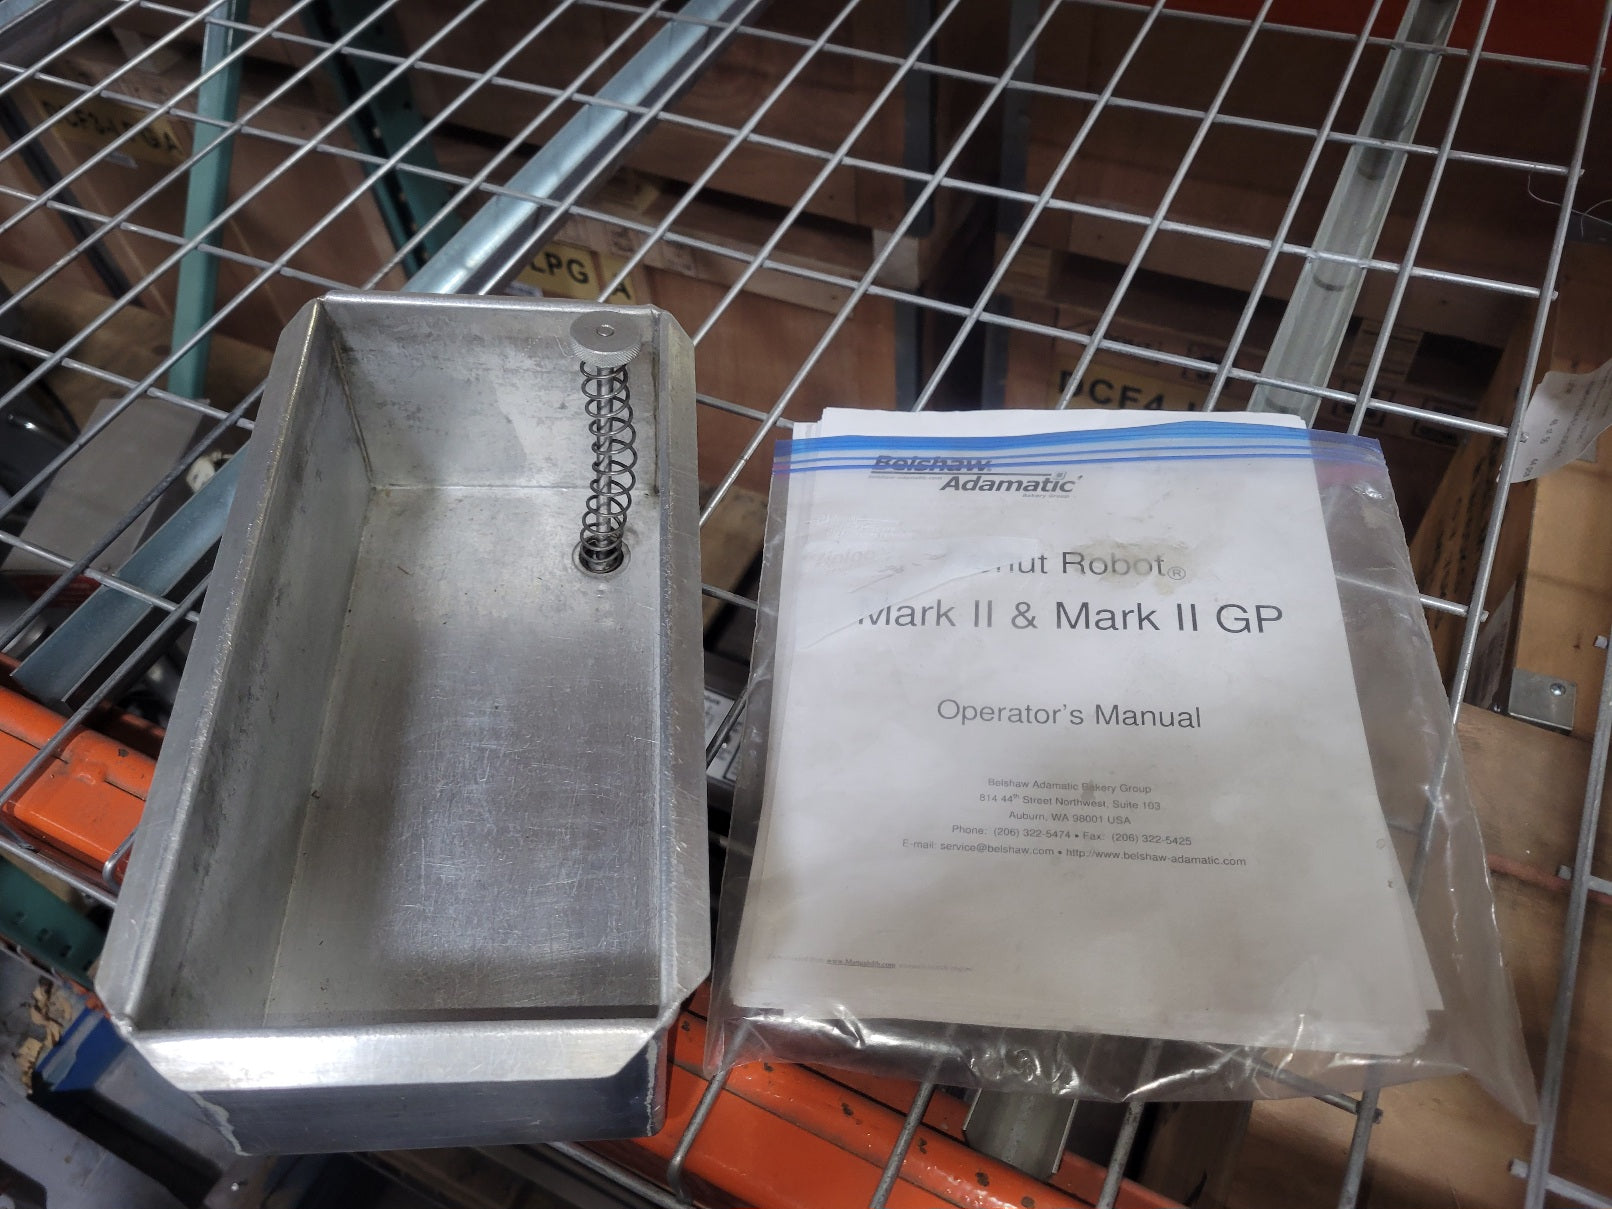 LPG
A
DCF4
Belshaw
Adamatic
Bakery Group
nut Robot®
Mark II & Mark II GP
Operator's Manual
Belshaw Adamatic Bakery Group
814 44th Street Northwest, Suite 103
Auburn, WA 98001 USA
Phone: (206) 322-5474 • Fax: (206) 322-5425
E-mail: service@belshaw.com • http://www.belshaw-adamatic.com